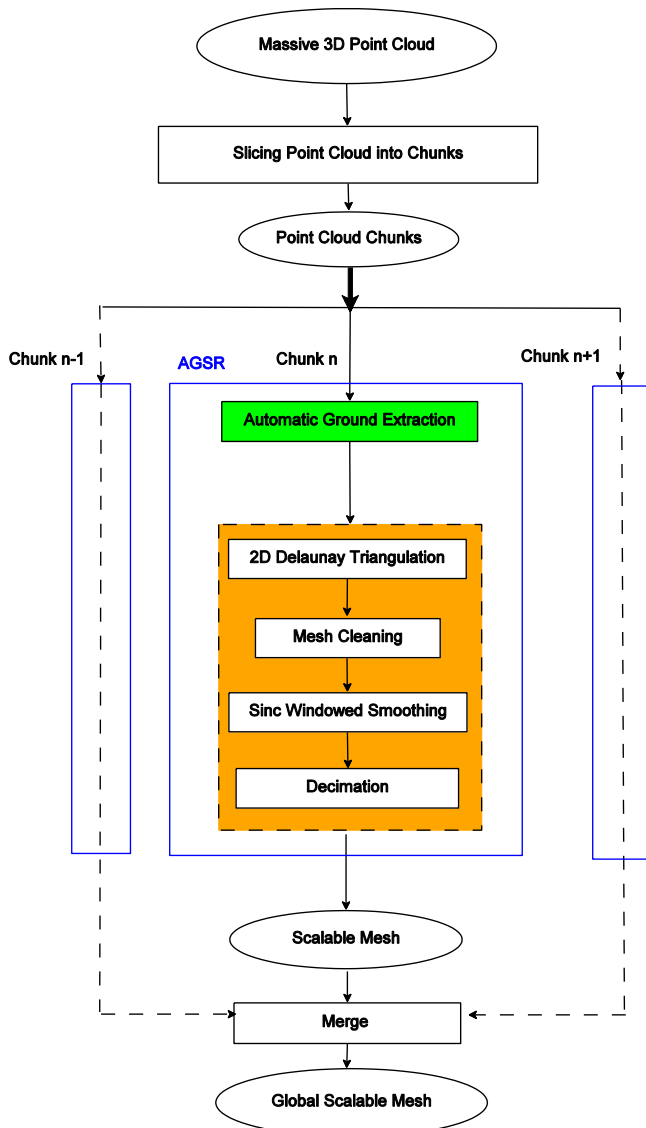 Massive 3D Point Cloud
Slicing Point Cloud into Chunks
Point Cloud Chunks
Chunk n-1
AGSR
Chunk n
Chunk n+1
Automatic Ground Extraction
2D Delaunay Triangulation
Mesh Cleaning
Sinc Windowed Smoothing
Decimation
Scalable Mesh
Merge
Global Scalable Mesh